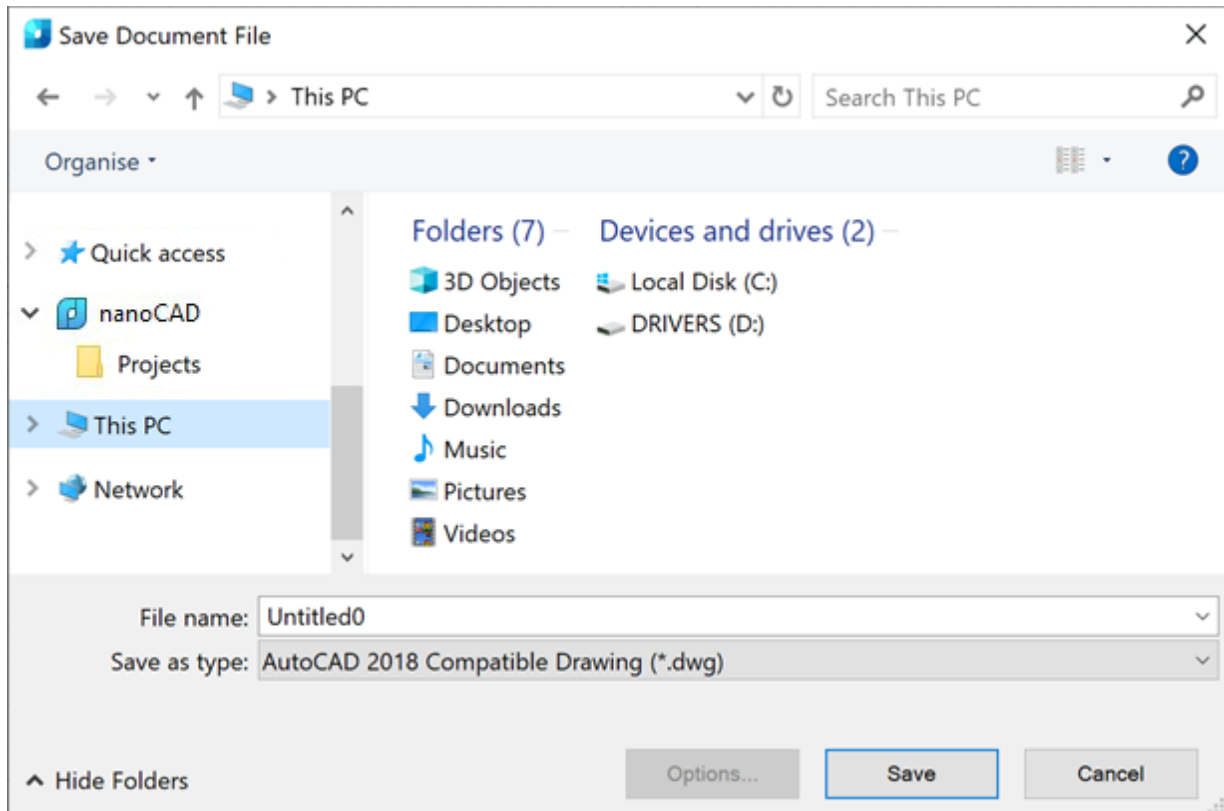 Save Document File
This PC
Search This PC
Organise
Quick access
nanoCAD
Projects
This PC
Network
Folders (7)
3D Objects
Desktop
Documents
Downloads
Music
Pictures
Videos
Devices and drives (2)
Local Disk (C:)
DRIVERS (D:)
File name: Untitled0
Save as type: AutoCAD 2018 Compatible Drawing (*.dwg)
Hide Folders
Options...
Save
Cancel